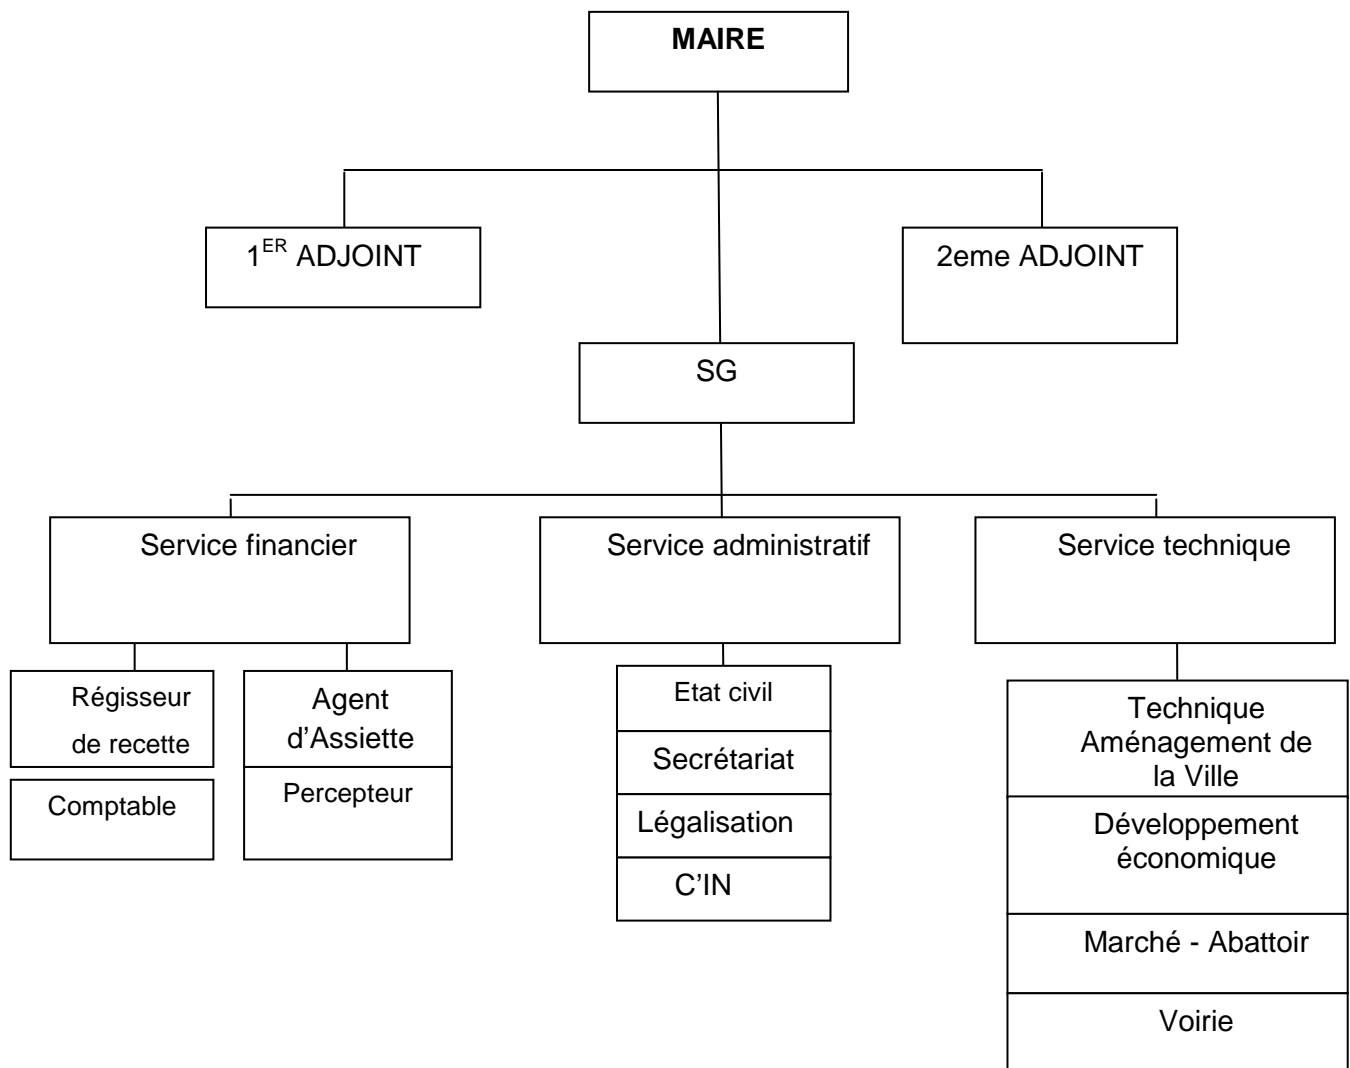 MAIRE
1ER ADJOINT
2eme ADJOINT
SG
Service financier
Service administratif
Service technique
Régisseur
de recette
Comptable
Agent
d’Assiette
Percepteur
Etat civil
Secrétariat
Légalisation
C’IN
Technique
Aménagement de
la Ville
Développement
économique
Marché - Abattoir
Voirie